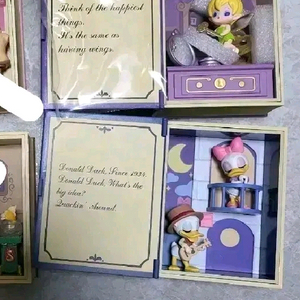 Think of the happiest
things.
It's the same as
having wings.
L
Donald Duck, Since 1934
Donald Duck, What's the
big idea?
Quackin' around.
S